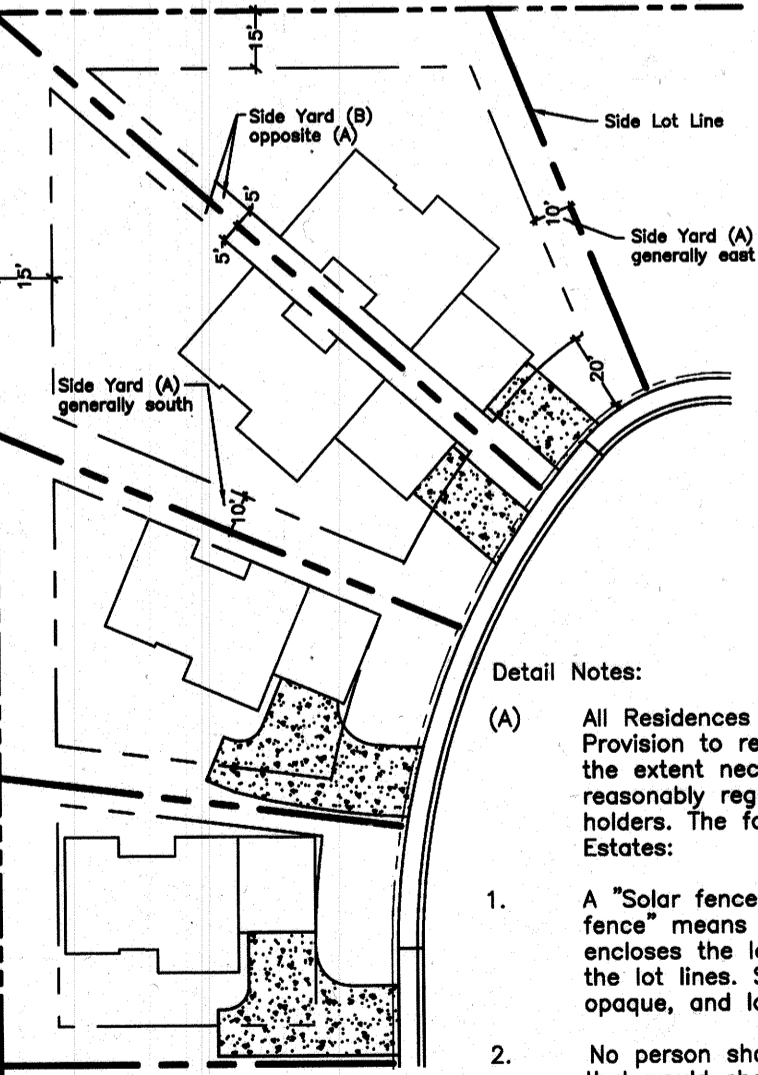 15'
Side Yard (B)
opposite (A)
Side Lot Line
5'
5'
10'
Side Yard (A)
generally east
15'
20'
Side Yard (A)
generally south
10'
Detail Notes:
(A) All Residences
Provision to re
the extent nec
reasonably reg
holders. The fo
Estates:
1. A "Solar fence
fence" means
encloses the lo
the lot lines. S
opaque, and lo
2. No person sho